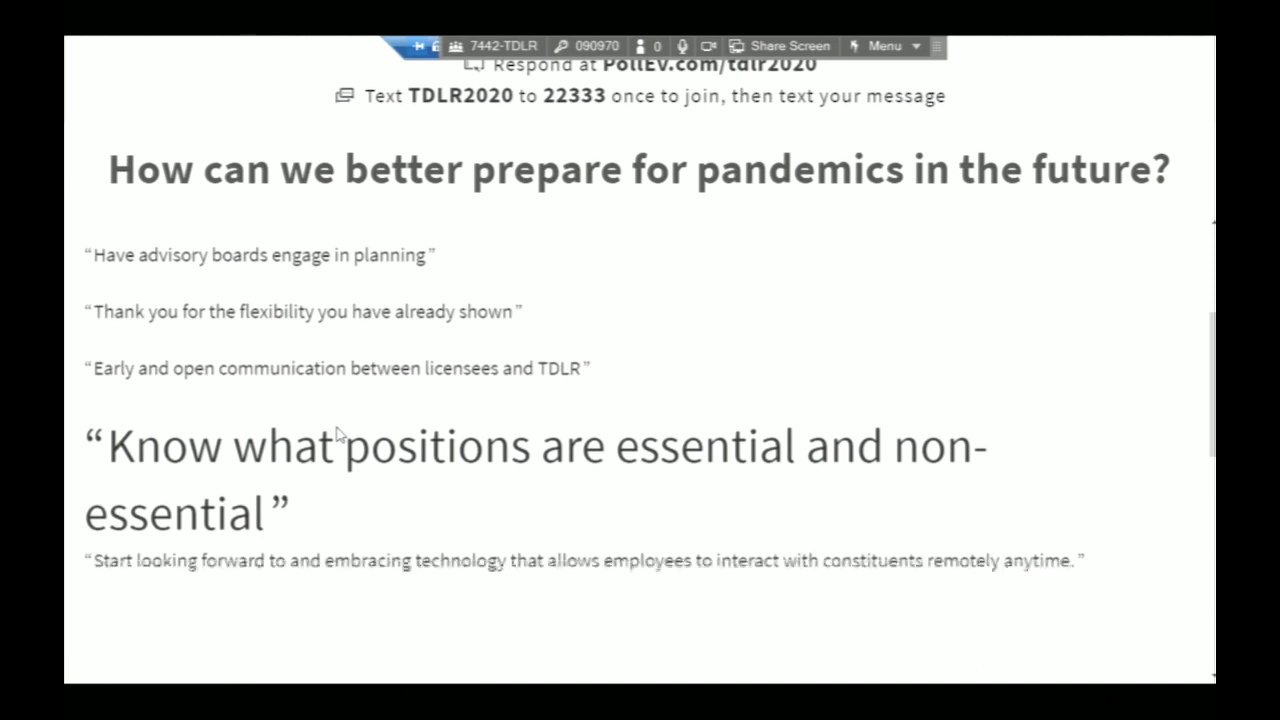 7442-TDLR 090970 0 Share Screen Menu
Respond at PollEv.com/tdlr2020
Text TDLR2020 to 22333 once to join, then text your message
How can we better prepare for pandemics in the future?
“Have advisory boards engage in planning”
“Thank you for the flexibility you have already shown”
“Early and open communication between licensees and TDLR”
“Know what positions are essential and non-
essential”
“Start looking forward to and embracing technology that allows employees to interact with constituents remotely anytime.”